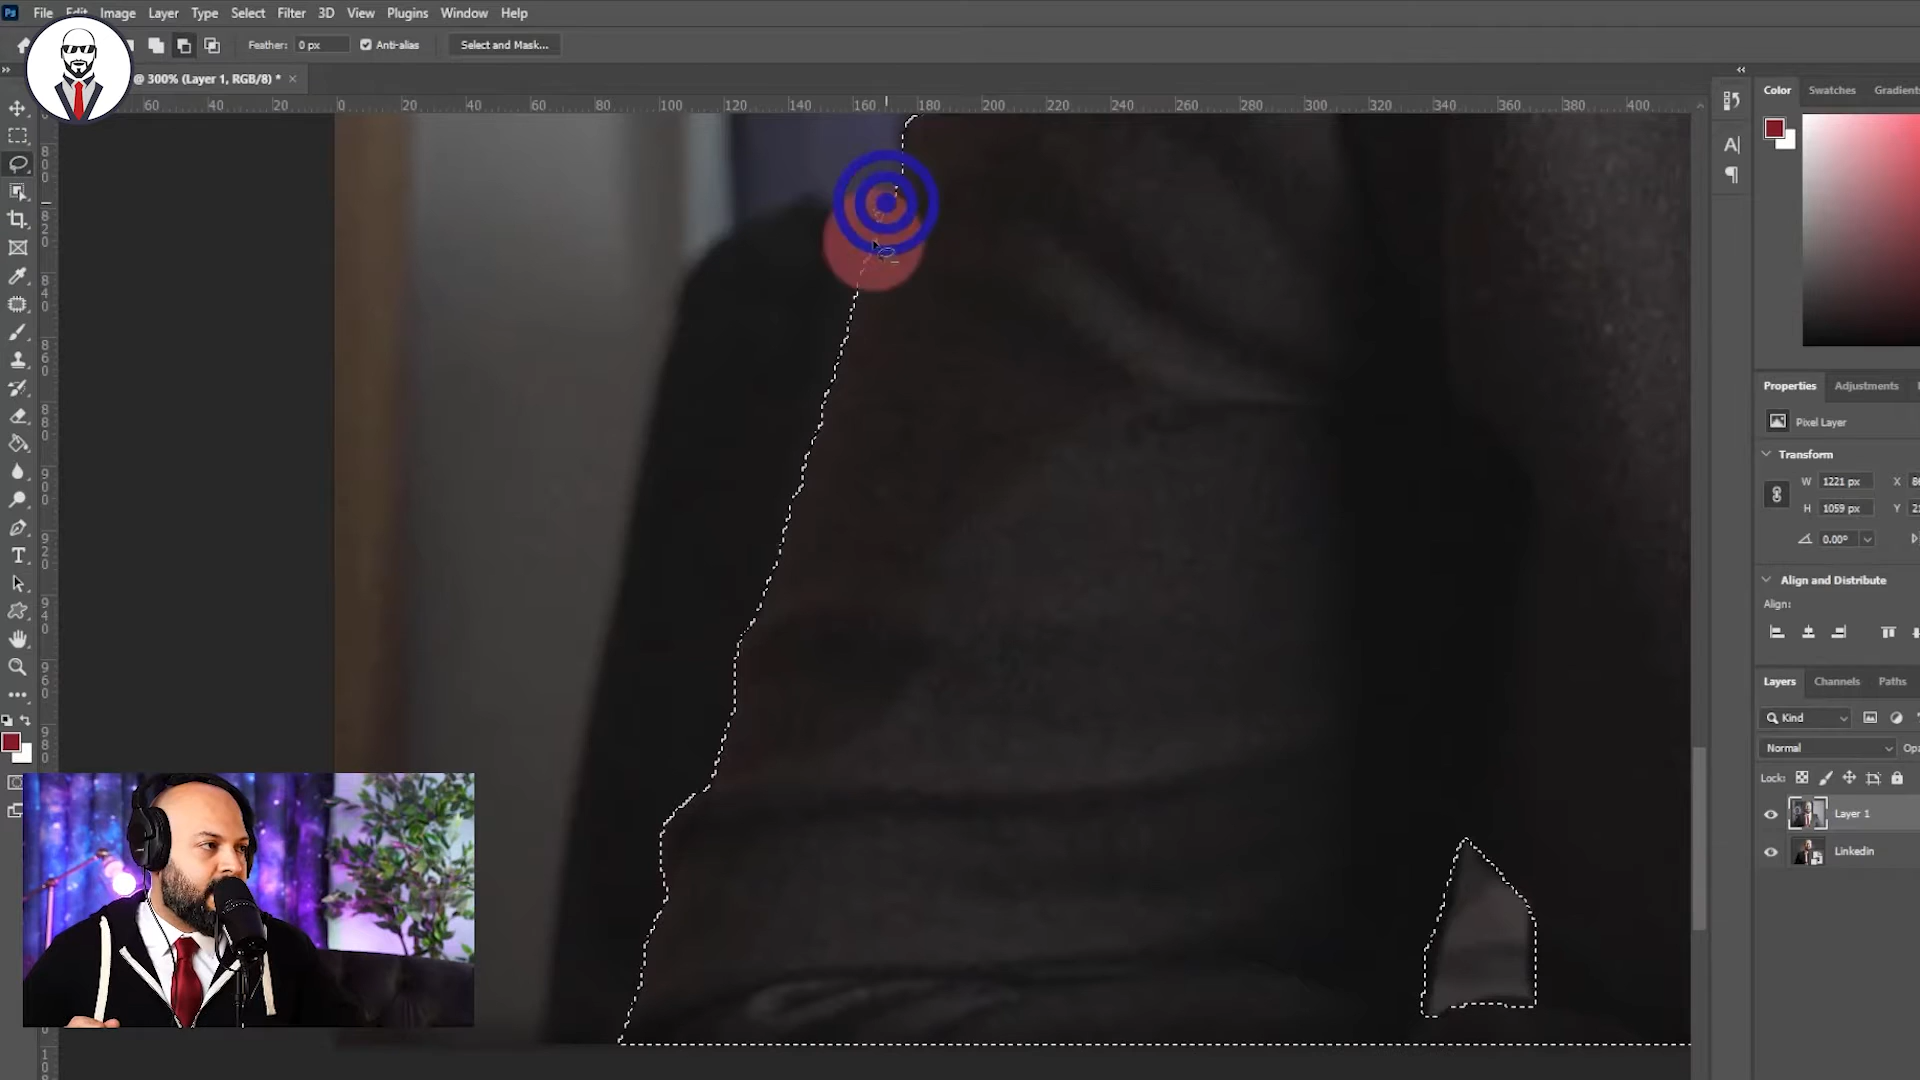 Ps File Edit Image Layer Type Select Filter 3D View Plugins Window Help
Feather: 0 px Anti-alias Select and Mask...
@ 300% (Layer 1, RGB/8) * ×
60 40 20 0 20 40 60 80 100 120 140 160 180 200 220 240 260 280 300 320 340 360 380 400
Color Swatches Gradients
Properties Adjustments
Pixel Layer
Transform
W 1221 px X
H 1059 px Y
0.00°
Align and Distribute
Align:
Layers Channels Paths
Kind
Normal
Lock:
Layer 1
Linkedin